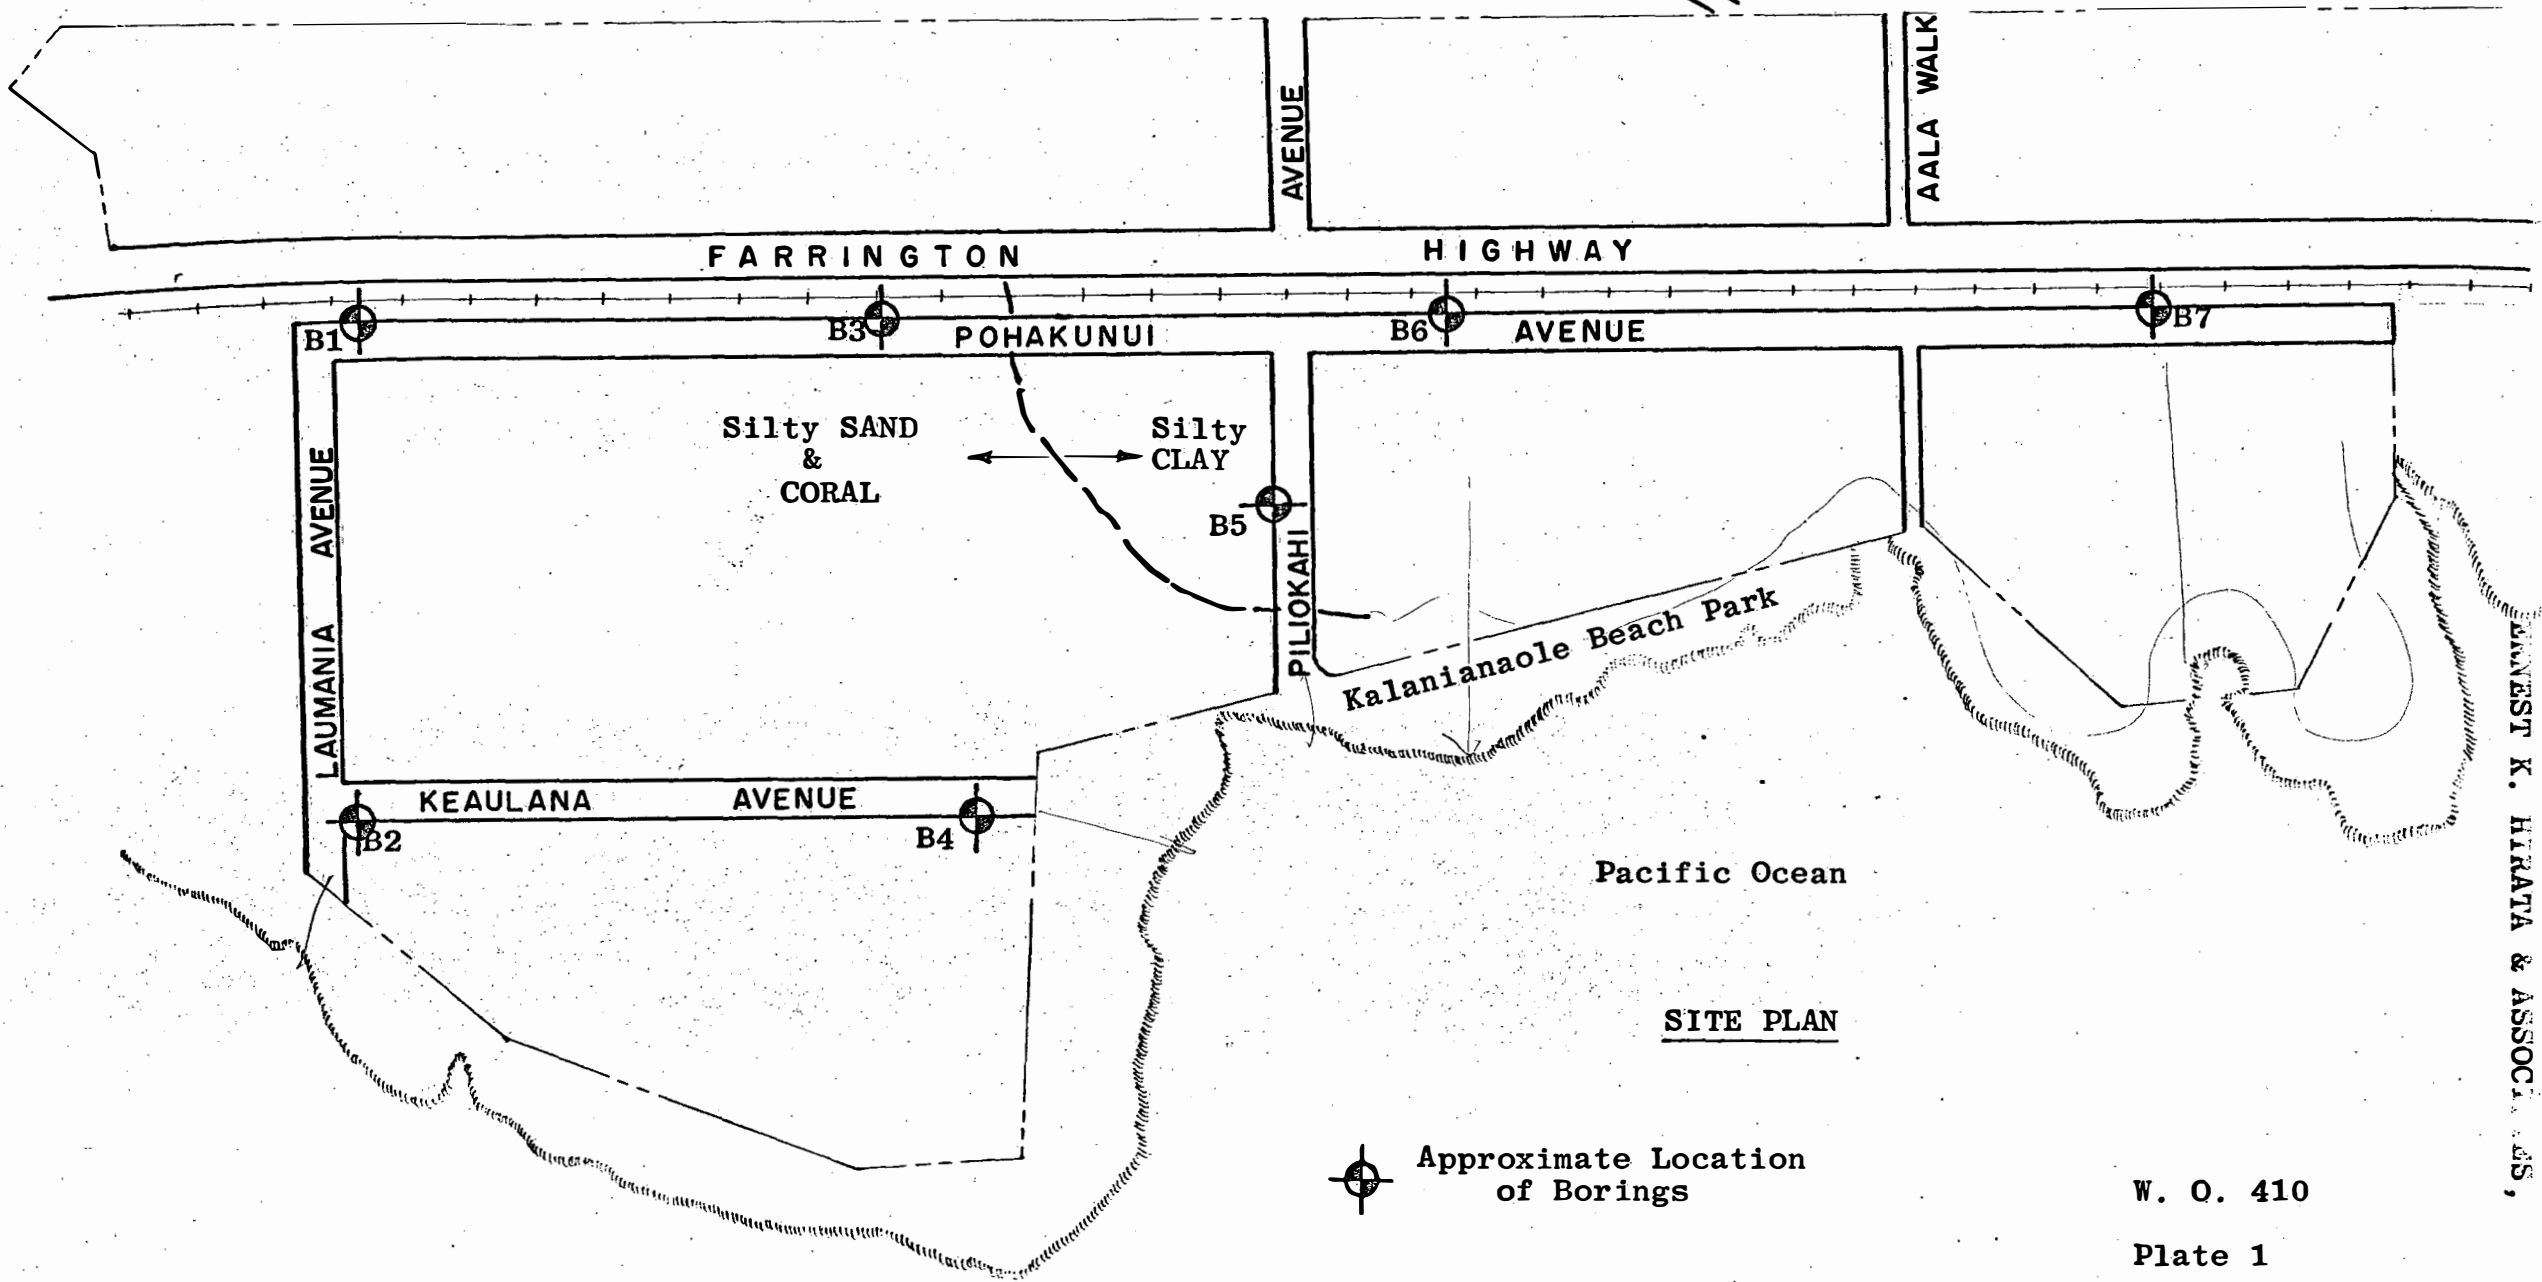 AVENUE
AALA WALK
FARRINGTON HIGHWAY
B1
B3
POHAKUNUI AVENUE
B6
B7
Silty SAND
&
CORAL
Silty
CLAY
B5
LAUMANIA AVENUE
PILIOKAHI
Kalanianaole Beach Park
KEAULANA AVENUE
B2
B4
Pacific Ocean
SITE PLAN
Approximate Location
of Borings
W. O. 410
Plate 1
ERNEST K. HIRATA &